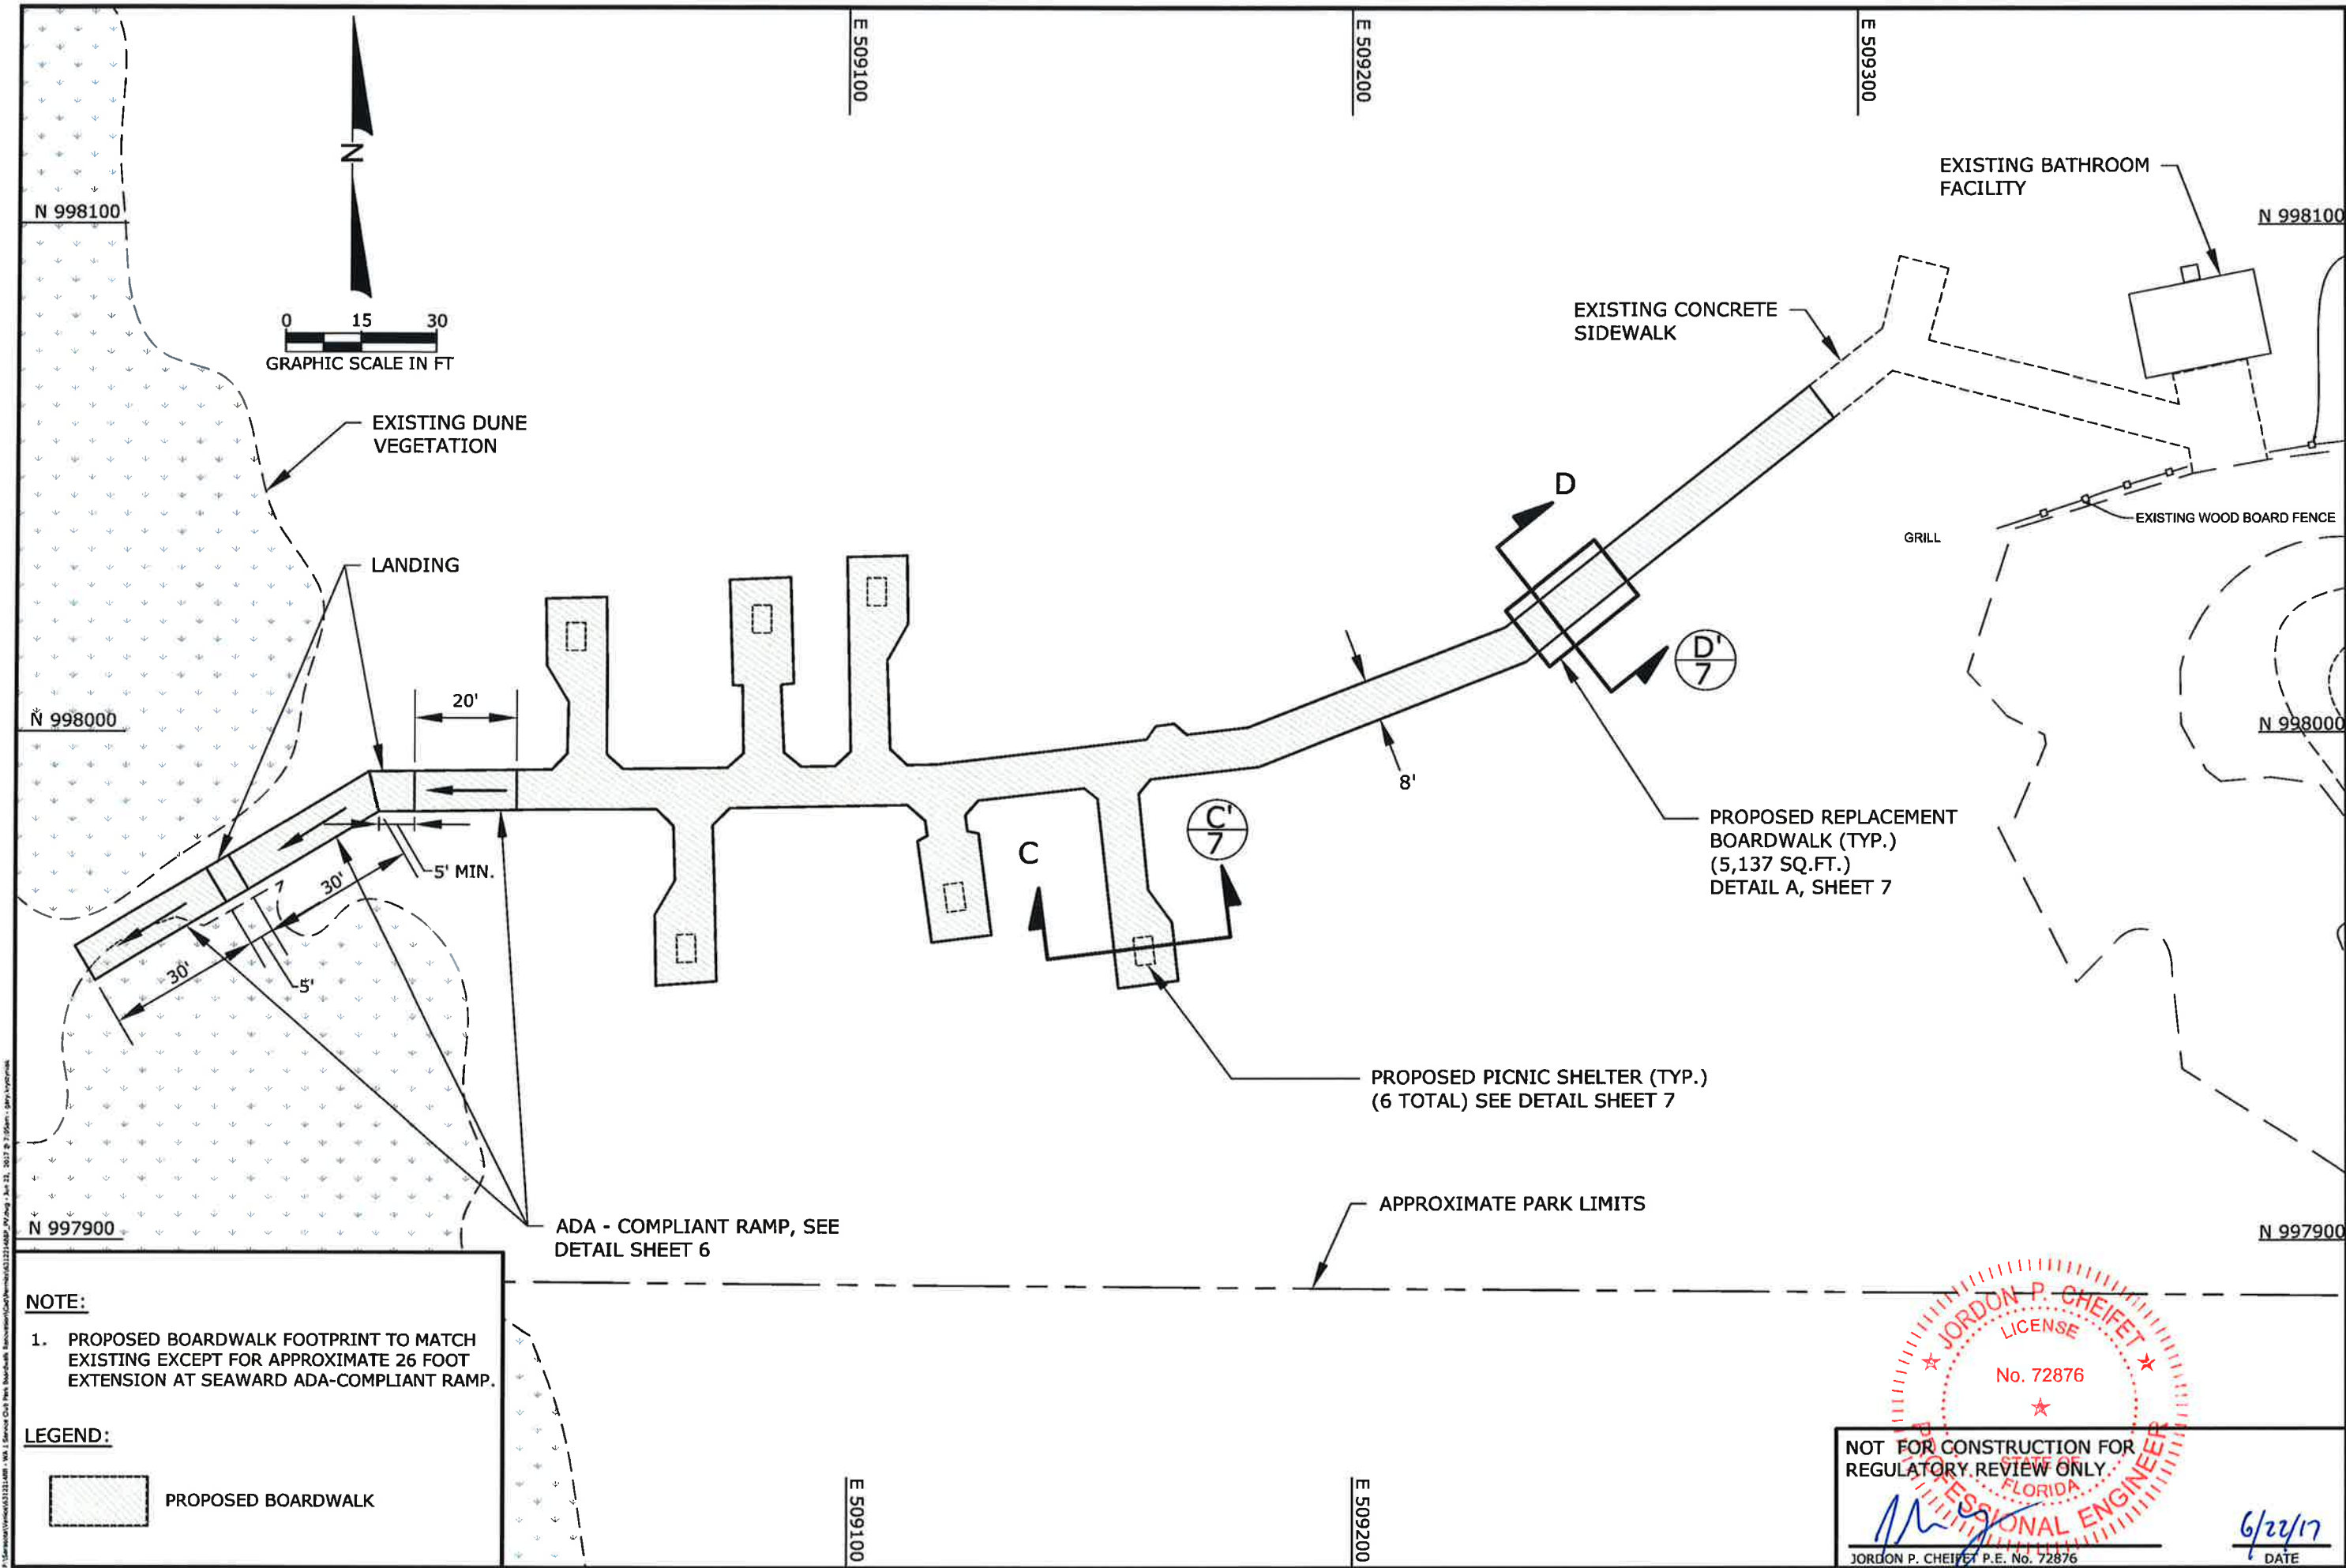 E 509100
E 509200
E 509300
N
EXISTING BATHROOM
FACILITY
N 998100
N 998100
0 15 30
GRAPHIC SCALE IN FT
EXISTING CONCRETE
SIDEWALK
EXISTING DUNE
VEGETATION
D
EXISTING WOOD BOARD FENCE
GRILL
LANDING
D'
7
20'
N 998000
N 998000
8'
PROPOSED REPLACEMENT
BOARDWALK (TYP.)
(5,137 SQ.FT.)
DETAIL A, SHEET 7
C'
7
C
5' MIN.
30'
30'
5'
PROPOSED PICNIC SHELTER (TYP.)
(6 TOTAL) SEE DETAIL SHEET 7
APPROXIMATE PARK LIMITS
ADA - COMPLIANT RAMP, SEE
DETAIL SHEET 6
N 997900
N 997900
NOTE:
1. PROPOSED BOARDWALK FOOTPRINT TO MATCH
EXISTING EXCEPT FOR APPROXIMATE 26 FOOT
EXTENSION AT SEAWARD ADA-COMPLIANT RAMP.
LEGEND:
PROPOSED BOARDWALK
E 509100
E 509200
JORDON P. CHEIFET
LICENSE
No. 72876
STATE OF
FLORIDA
PROFESSIONAL ENGINEER
NOT FOR CONSTRUCTION FOR
REGULATORY REVIEW ONLY
6/22/17
JORDON P. CHEIFET P.E. No. 72876
DATE